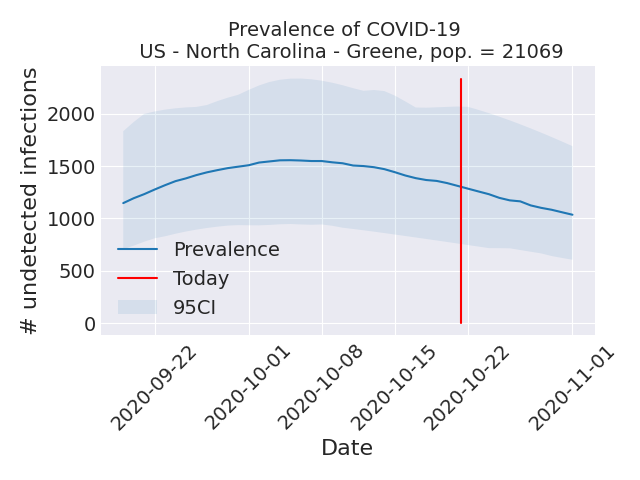 Prevalence of COVID-19
US - North Carolina - Greene, pop. = 21069
# undetected infections
2000
1500
1000
500
0
Prevalence
Today
95CI
2020-09-22
2020-10-01
2020-10-08
2020-10-15
2020-10-22
2020-11-01
Date